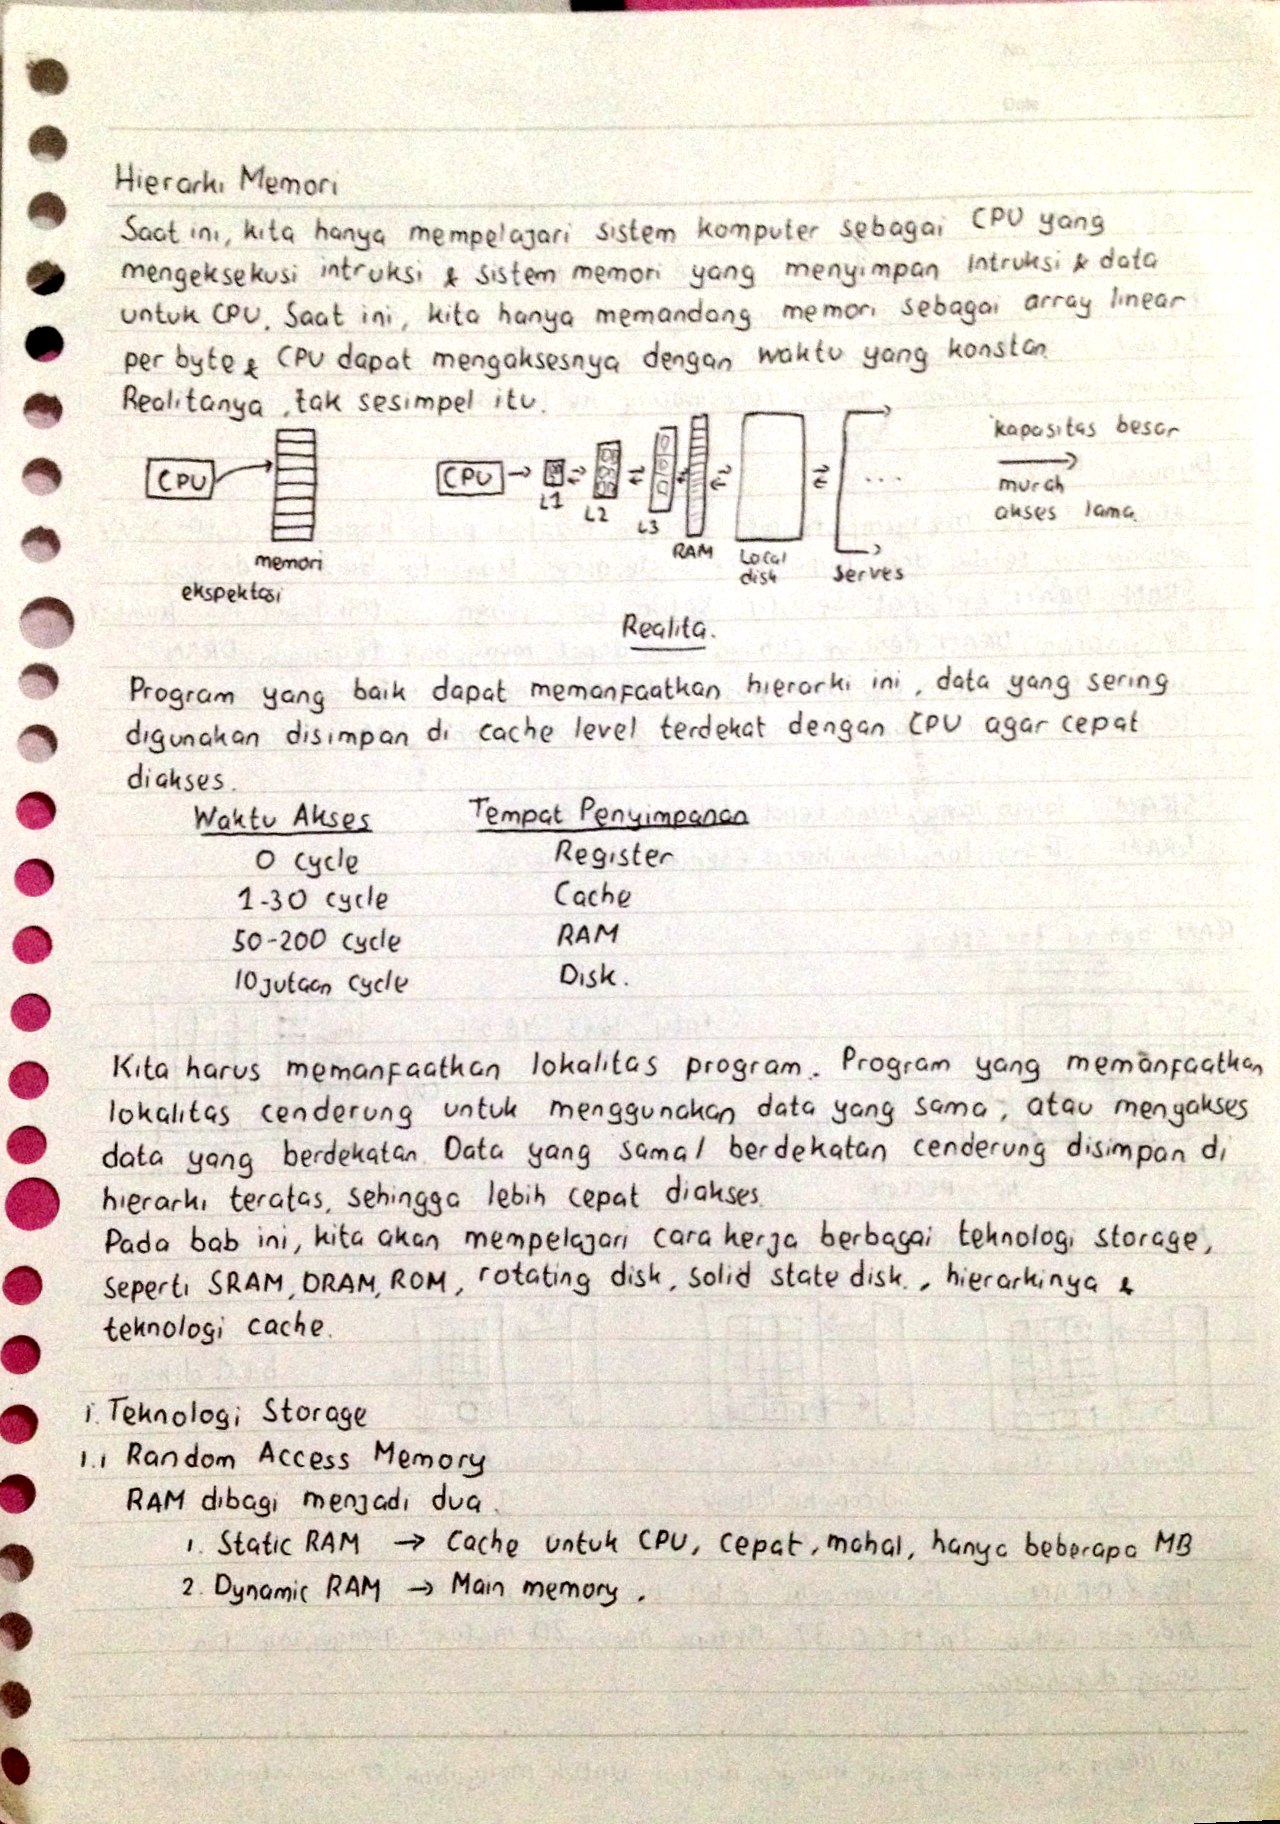 No.
Date
Hierarki Memori
Saat ini, kita hanya mempelajari sistem komputer sebagai CPU yang
mengeksekusi intruksi & sistem memori yang menyimpan intruksi & data
untuk CPU. Saat ini, kita hanya memandang memori sebagai array linear
per byte & CPU dapat mengaksesnya dengan waktu yang konstan
Realitanya, tak sesimpel itu.
CPU
memori
ekspektasi
CPU → L1 L2 L3 RAM Local disk ... Serves
kapasitas besar
murah
akses lama
Realita.
Program yang baik dapat memanfaatkan hierarki ini, data yang sering
digunakan disimpan di cache level terdekat dengan CPU agar cepat
diakses.
Waktu Akses Tempat Penyimpanan
0 cycle Register
1-30 cycle Cache
50-200 cycle RAM
10 jutaan cycle Disk.
Kita harus memanfaatkan lokalitas program. Program yang memanfaatkan
lokalitas cenderung untuk menggunakan data yang sama, atau mengakses
data yang berdekatan. Data yang sama/ berdekatan cenderung disimpan di
hierarki teratas, sehingga lebih cepat diakses.
Pada bab ini, kita akan mempelajari cara kerja berbagai teknologi storage,
seperti SRAM, DRAM, ROM, rotating disk, solid state disk., hierarkinya &
teknologi cache.
1. Teknologi Storage
1.1 Random Access Memory
RAM dibagi menjadi dua.
1. Static RAM → Cache untuk CPU, cepat, mahal, hanya beberapa MB
2. Dynamic RAM → Main memory.